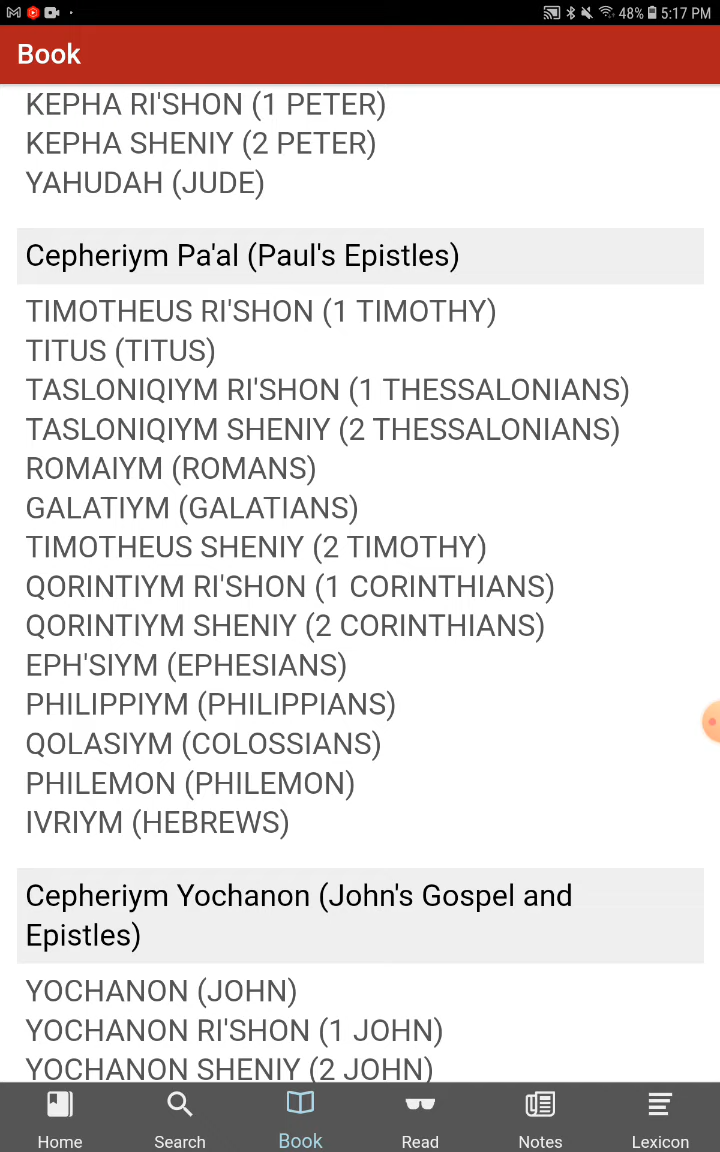 48% 5:17 PM
Book
KEPHA RI'SHON (1 PETER)
KEPHA SHENIY (2 PETER)
YAHUDAH (JUDE)
Cepheriym Pa'al (Paul's Epistles)
TIMOTHEUS RI'SHON (1 TIMOTHY)
TITUS (TITUS)
TASLONIQIYM RI'SHON (1 THESSALONIANS)
TASLONIQIYM SHENIY (2 THESSALONIANS)
ROMAIYM (ROMANS)
GALATIYM (GALATIANS)
TIMOTHEUS SHENIY (2 TIMOTHY)
QORINTIYM RI'SHON (1 CORINTHIANS)
QORINTIYM SHENIY (2 CORINTHIANS)
EPH'SIYM (EPHESIANS)
PHILIPPIYM (PHILIPPIANS)
QOLASIYM (COLOSSIANS)
PHILEMON (PHILEMON)
IVRIYM (HEBREWS)
Cepheriym Yochanon (John's Gospel and
Epistles)
YOCHANON (JOHN)
YOCHANON RI'SHON (1 JOHN)
YOCHANON SHENIY (2 JOHN)
Home Search Book Read Notes Lexicon